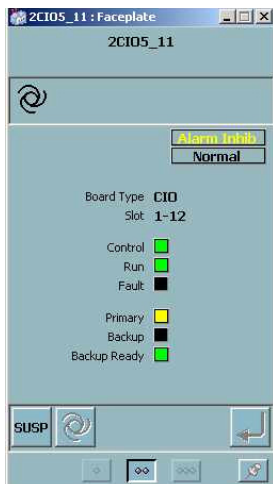 2CIO5_11 : Faceplate
2CIO5_11
Alarm Inhib
Normal
Board Type CIO
Slot 1-12
Control
Run
Fault
Primary
Backup
Backup Ready
SUSP